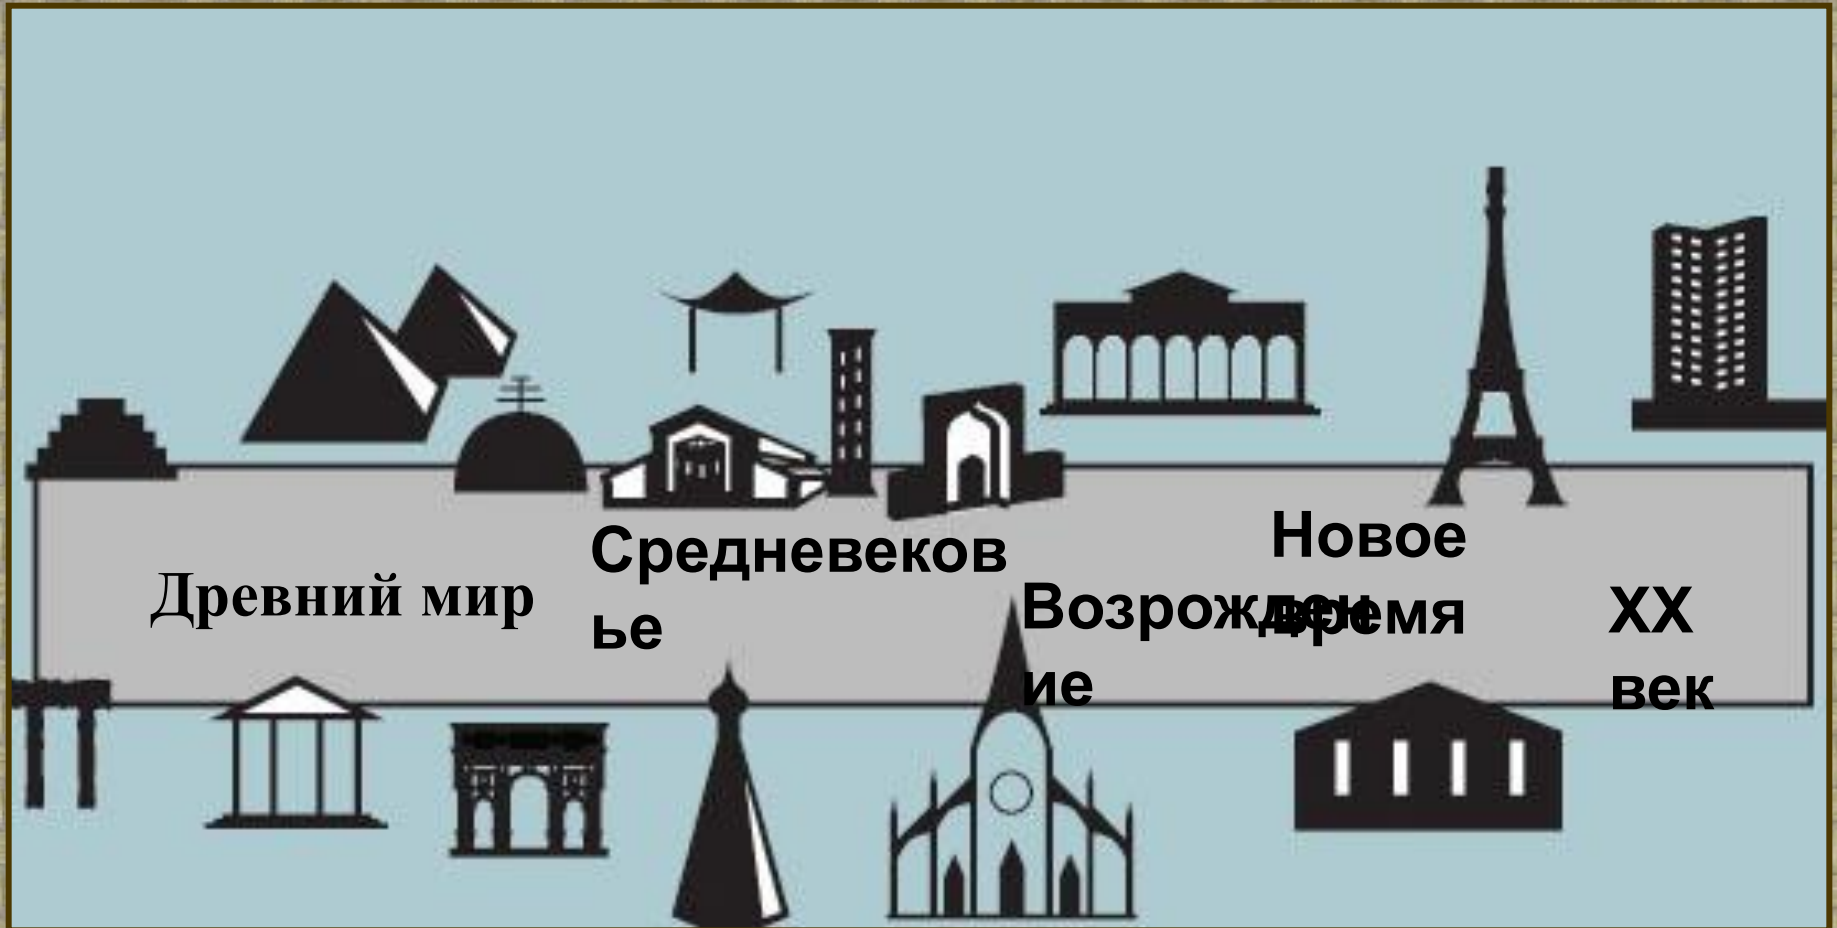 Древний мир
Средневеков
ье
Возрожден
ие
Новое
время
XX
век